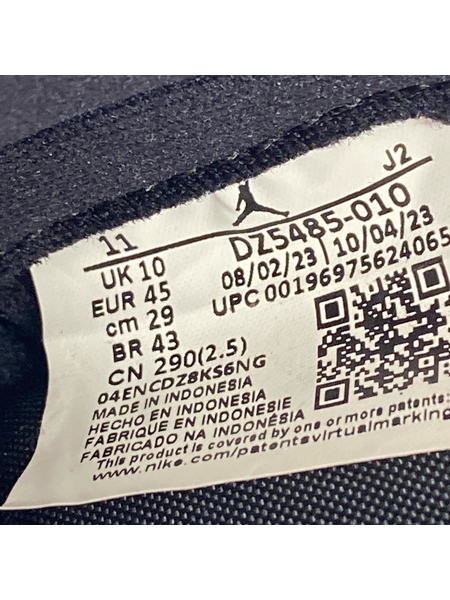 11
J2
UK 10
EUR 45
cm 29
BR 43
CN 290(2.5)
DZ5485-010
08/02/23 10/04/23
UPC 00196975624065
04ENCDZ8KS6NG
MADE IN INDONESIA
HECHO EN INDONESIA
FABRIQUE EN INDONESIE
FABRICADO NA INDONÉSIA
This product is covered by one or more patents:
www.nike.com/patentsvirtualmarking